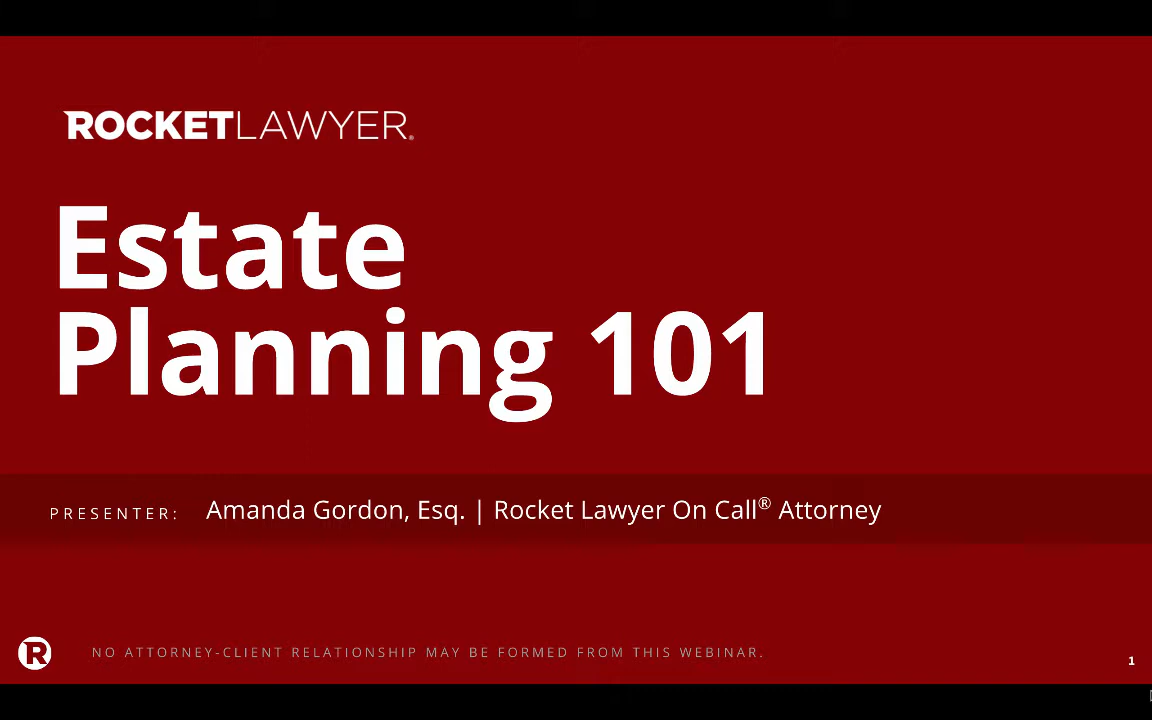 ROCKETLAWYER®
Estate
Planning 101
PRESENTER: Amanda Gordon, Esq. | Rocket Lawyer On Call® Attorney
R NO ATTORNEY-CLIENT RELATIONSHIP MAY BE FORMED FROM THIS WEBINAR.
1